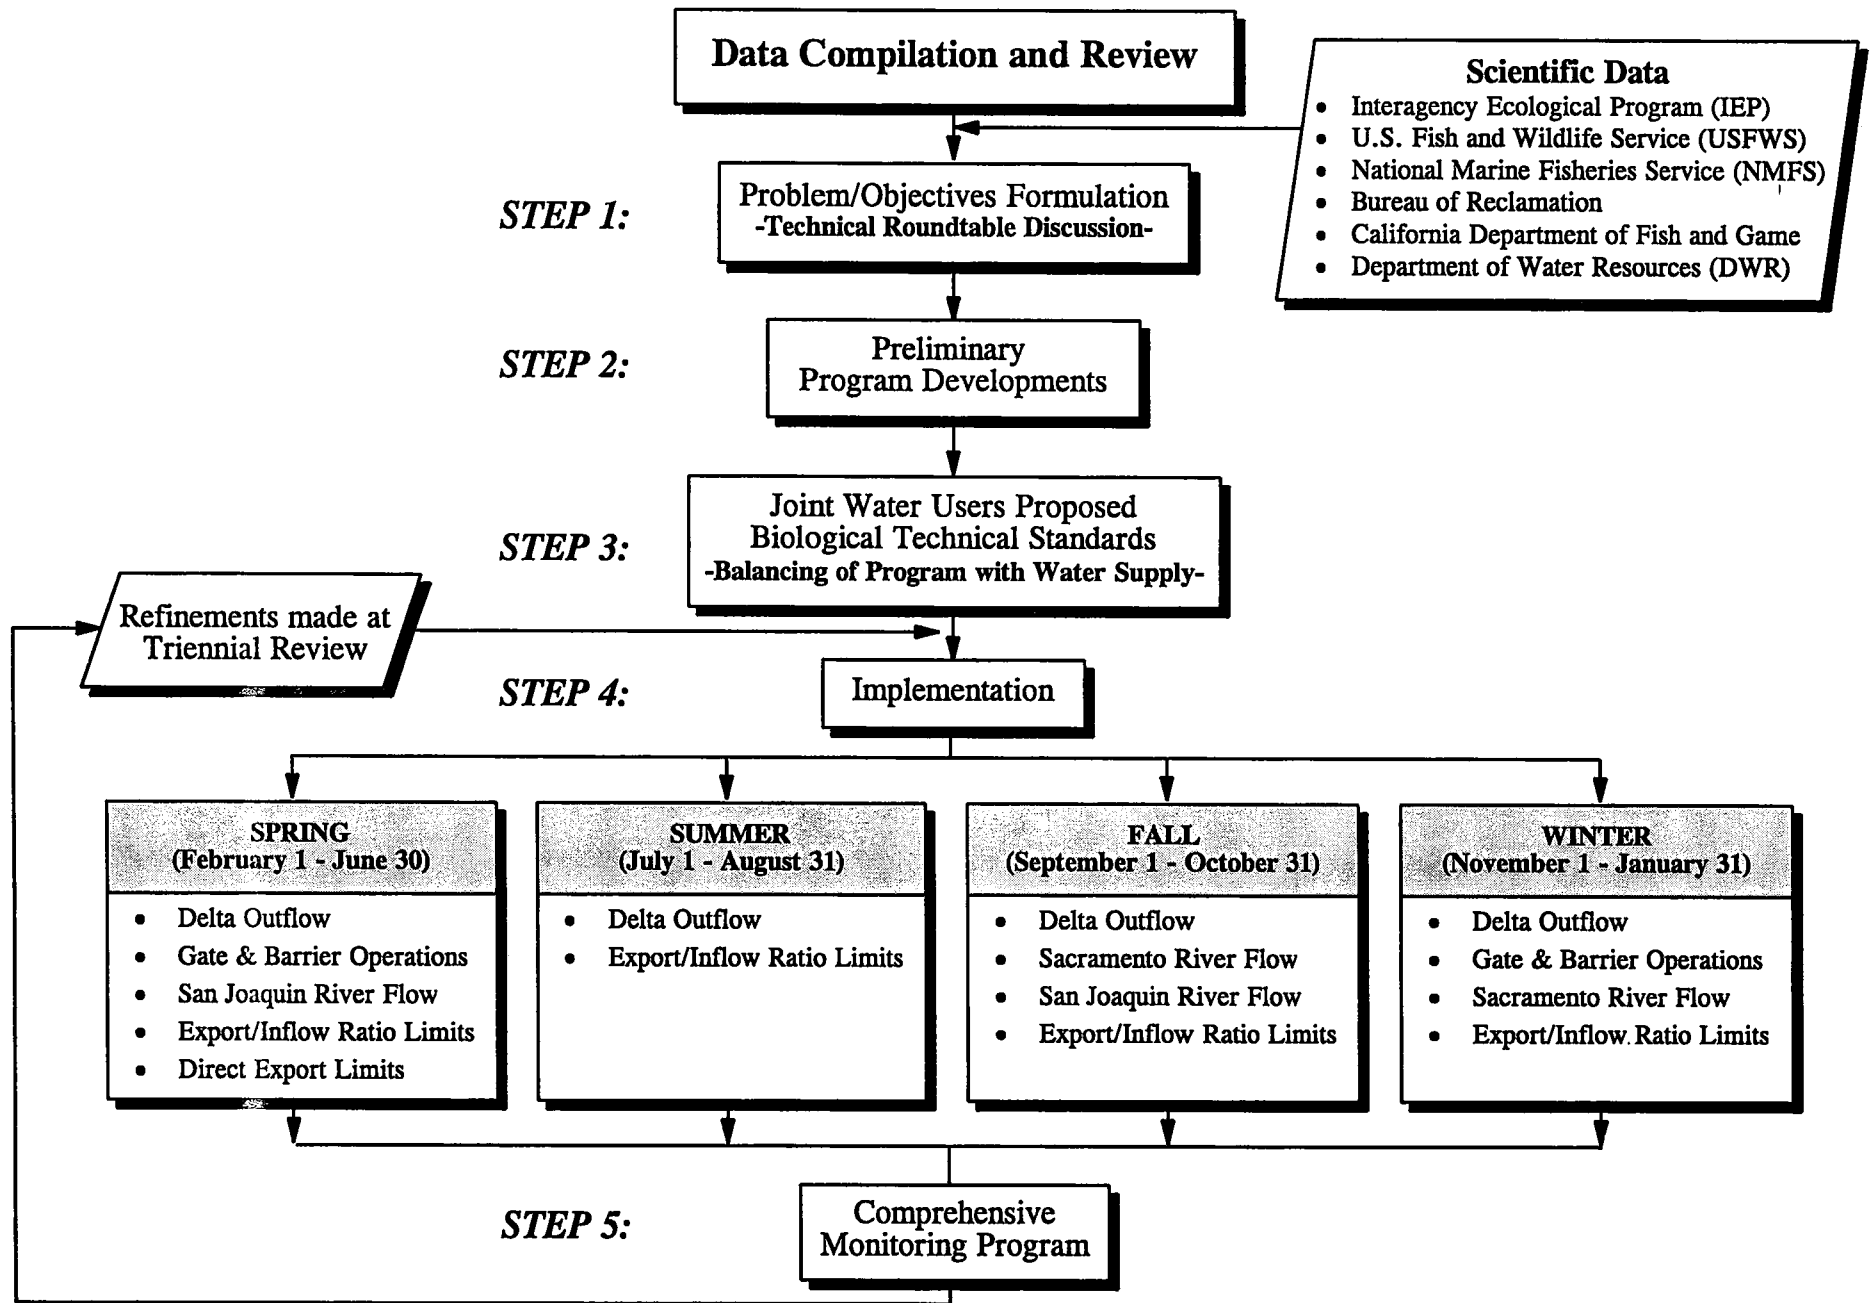 Data Compilation and Review
Scientific Data
• Interagency Ecological Program (IEP)
• U.S. Fish and Wildlife Service (USFWS)
• National Marine Fisheries Service (NMFS)
• Bureau of Reclamation
• California Department of Fish and Game
• Department of Water Resources (DWR)
STEP 1:
Problem/Objectives Formulation
-Technical Roundtable Discussion-
STEP 2:
Preliminary
Program Developments
STEP 3:
Joint Water Users Proposed
Biological Technical Standards
-Balancing of Program with Water Supply-
Refinements made at
Triennial Review
STEP 4:
Implementation
SPRING
(February 1 - June 30)
• Delta Outflow
• Gate & Barrier Operations
• San Joaquin River Flow
• Export/Inflow Ratio Limits
• Direct Export Limits
SUMMER
(July 1 - August 31)
• Delta Outflow
• Export/Inflow Ratio Limits
FALL
(September 1 - October 31)
• Delta Outflow
• Sacramento River Flow
• San Joaquin River Flow
• Export/Inflow Ratio Limits
WINTER
(November 1 - January 31)
• Delta Outflow
• Gate & Barrier Operations
• Sacramento River Flow
• Export/Inflow Ratio Limits
STEP 5:
Comprehensive
Monitoring Program